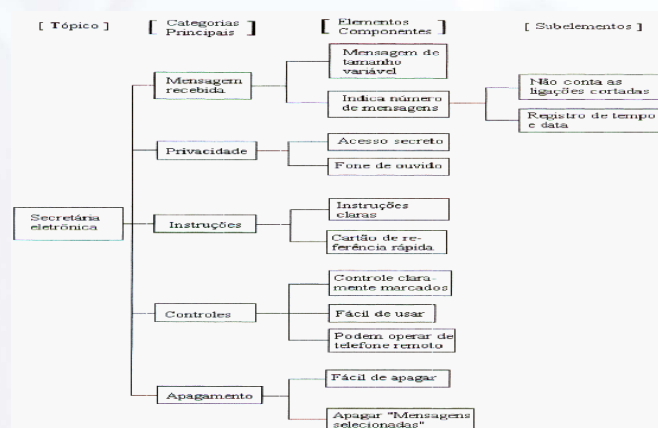 [ Tópico ]
[ Categorias
Principais ]
[ Elementos
Componentes ]
[ Subelementos ]
Secretária
eletrônica
Mensagem
recebida
Mensagem de
tamanho
variável
Indica número
de mensagens
Não conta as
ligações cortadas
Registro de tempo
e data
Privacidade
Acesso secreto
Fone de ouvido
Instruções
Instruções
claras
Cartão de re-
ferência rápida
Controles
Controle clara-
mente marcados
Fácil de usar
Podem operar de
telefone remoto
Apagamento
Fácil de apagar
Apagar "Mensagens
selecionadas"